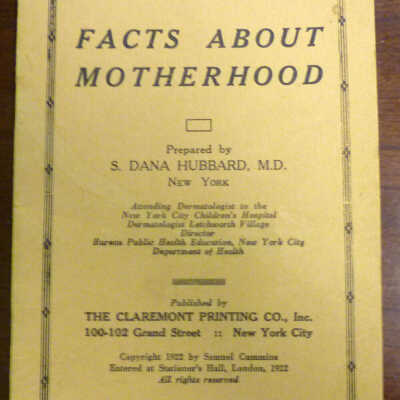 FACTS ABOUT
MOTHERHOOD
Prepared by
S. DANA HUBBARD, M.D.
NEW YORK
Attending Dermatologist to the
New York City Children's Hospital
Dermatologist Letchworth Village
Director
Bureau Public Health Education, New York City
Department of Health
Published by
THE CLAREMONT PRINTING CO., Inc.
100-102 Grand Street :: New York City
Copyright 1922 by Samuel Cummins
Entered at Stationer's Hall, London, 1922
All rights reserved